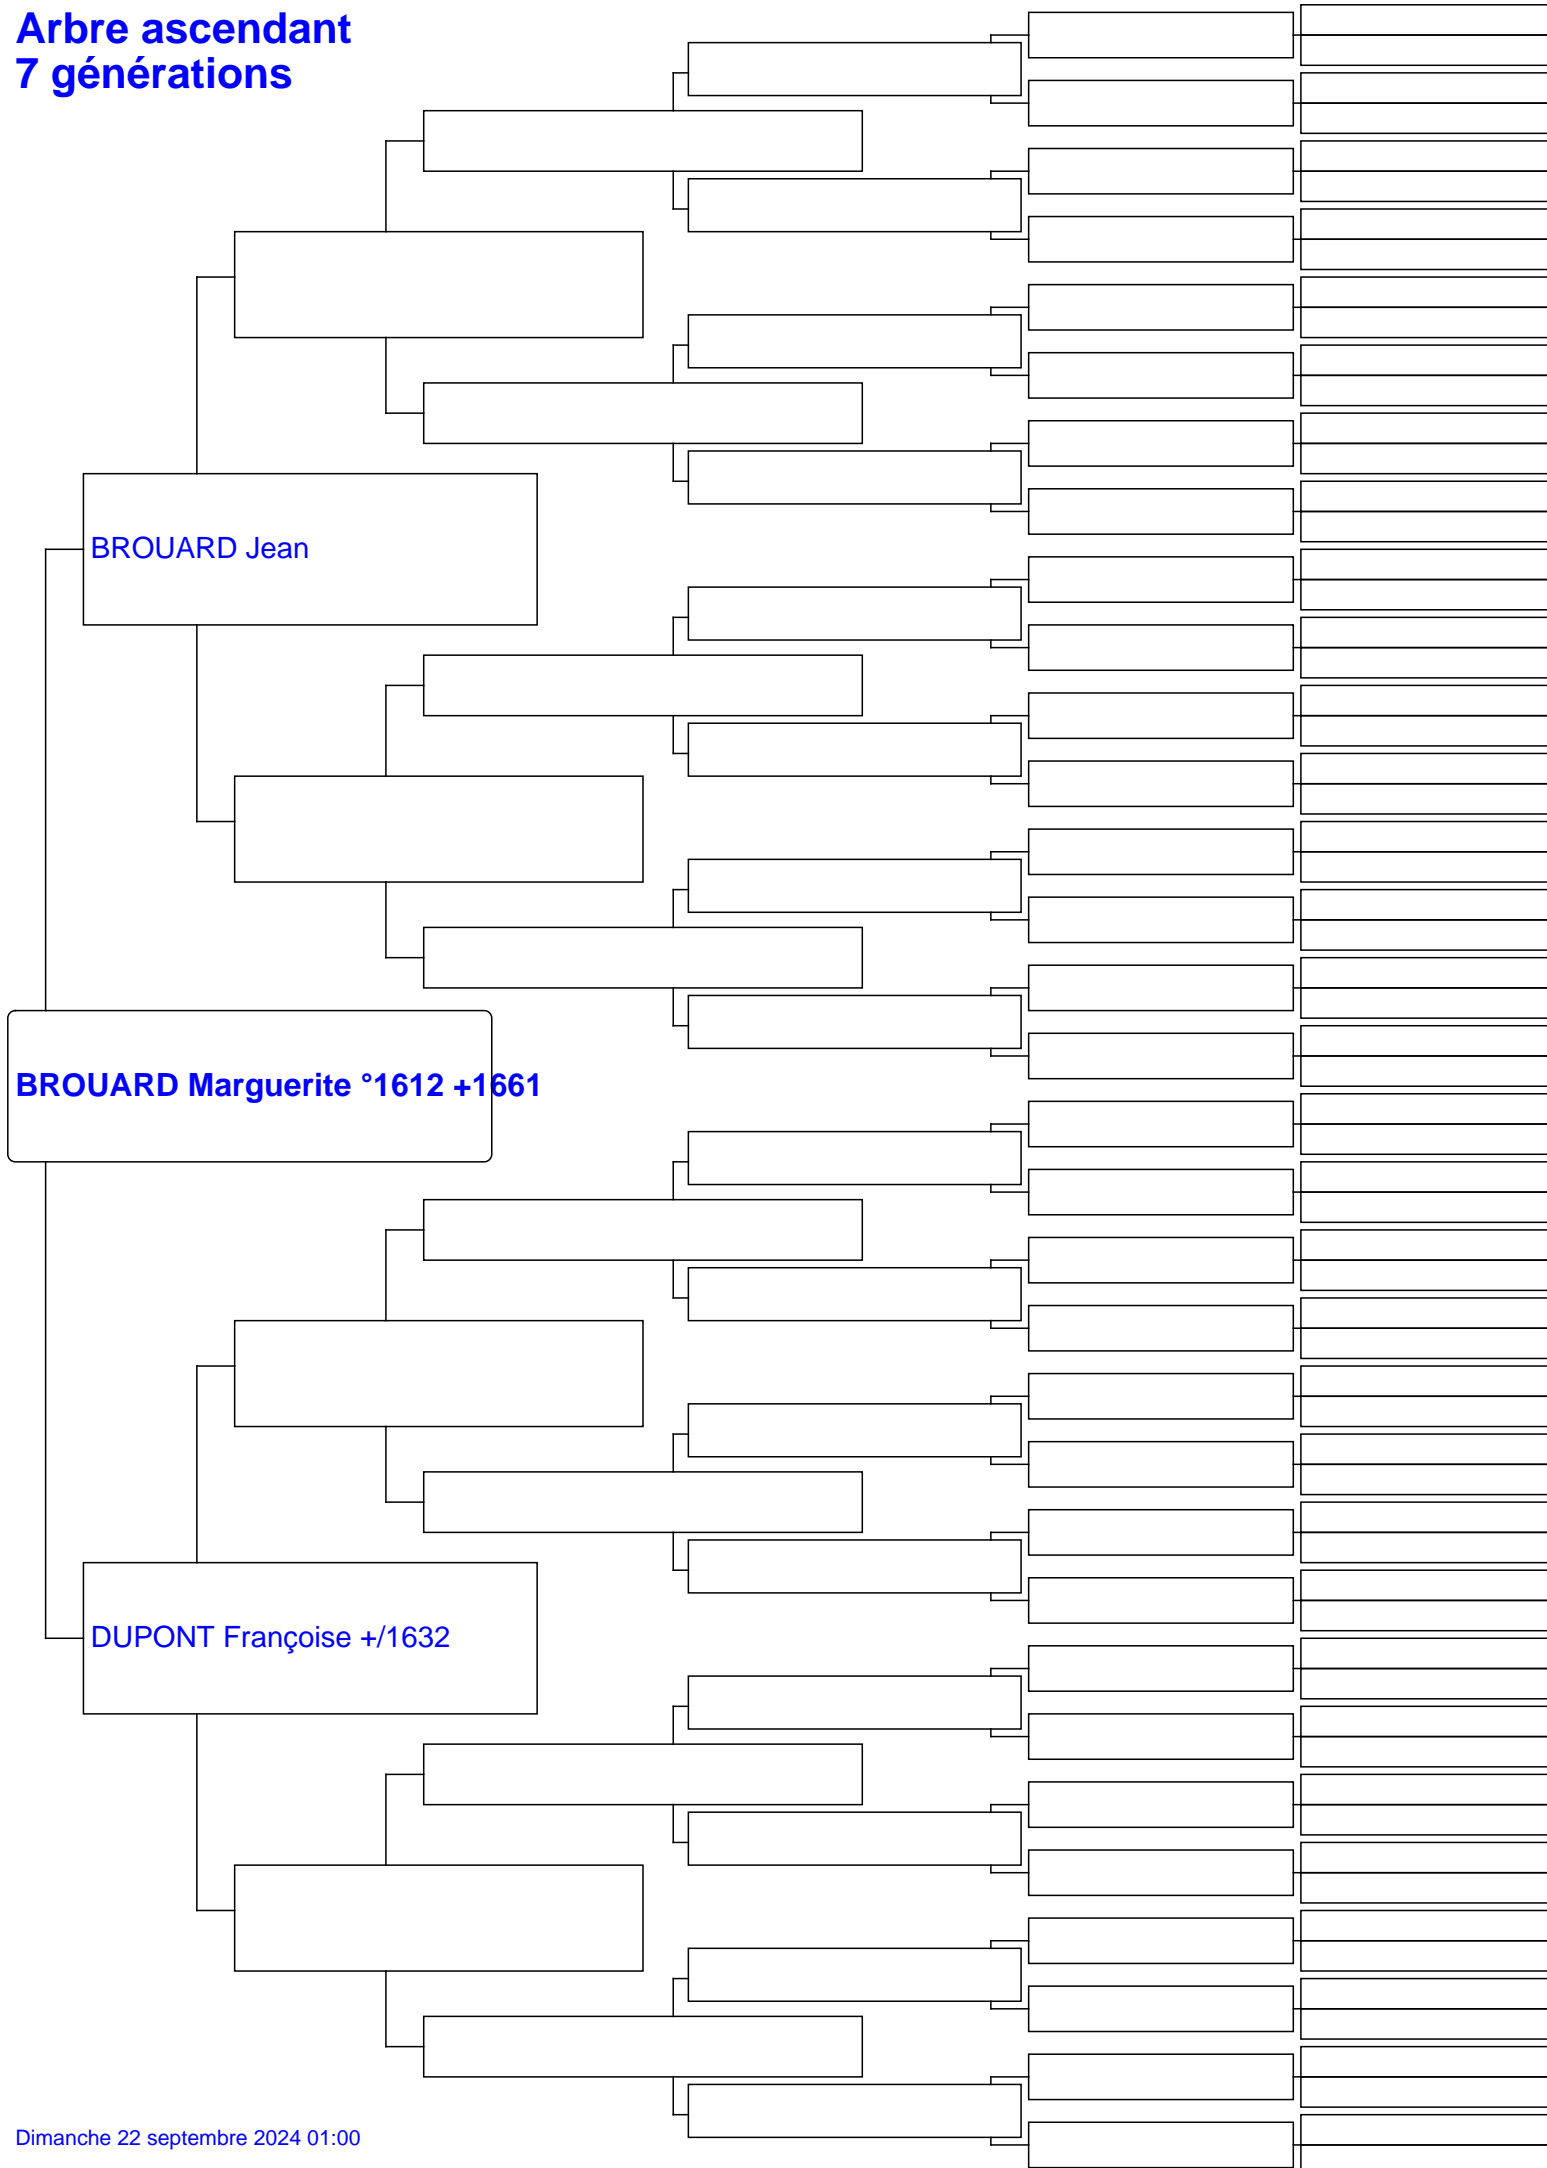 Arbre ascendant
7 générations
BROUARD Jean
BROUARD Marguerite °1612 +1661
DUPONT Françoise +/1632
Dimanche 22 septembre 2024 01:00